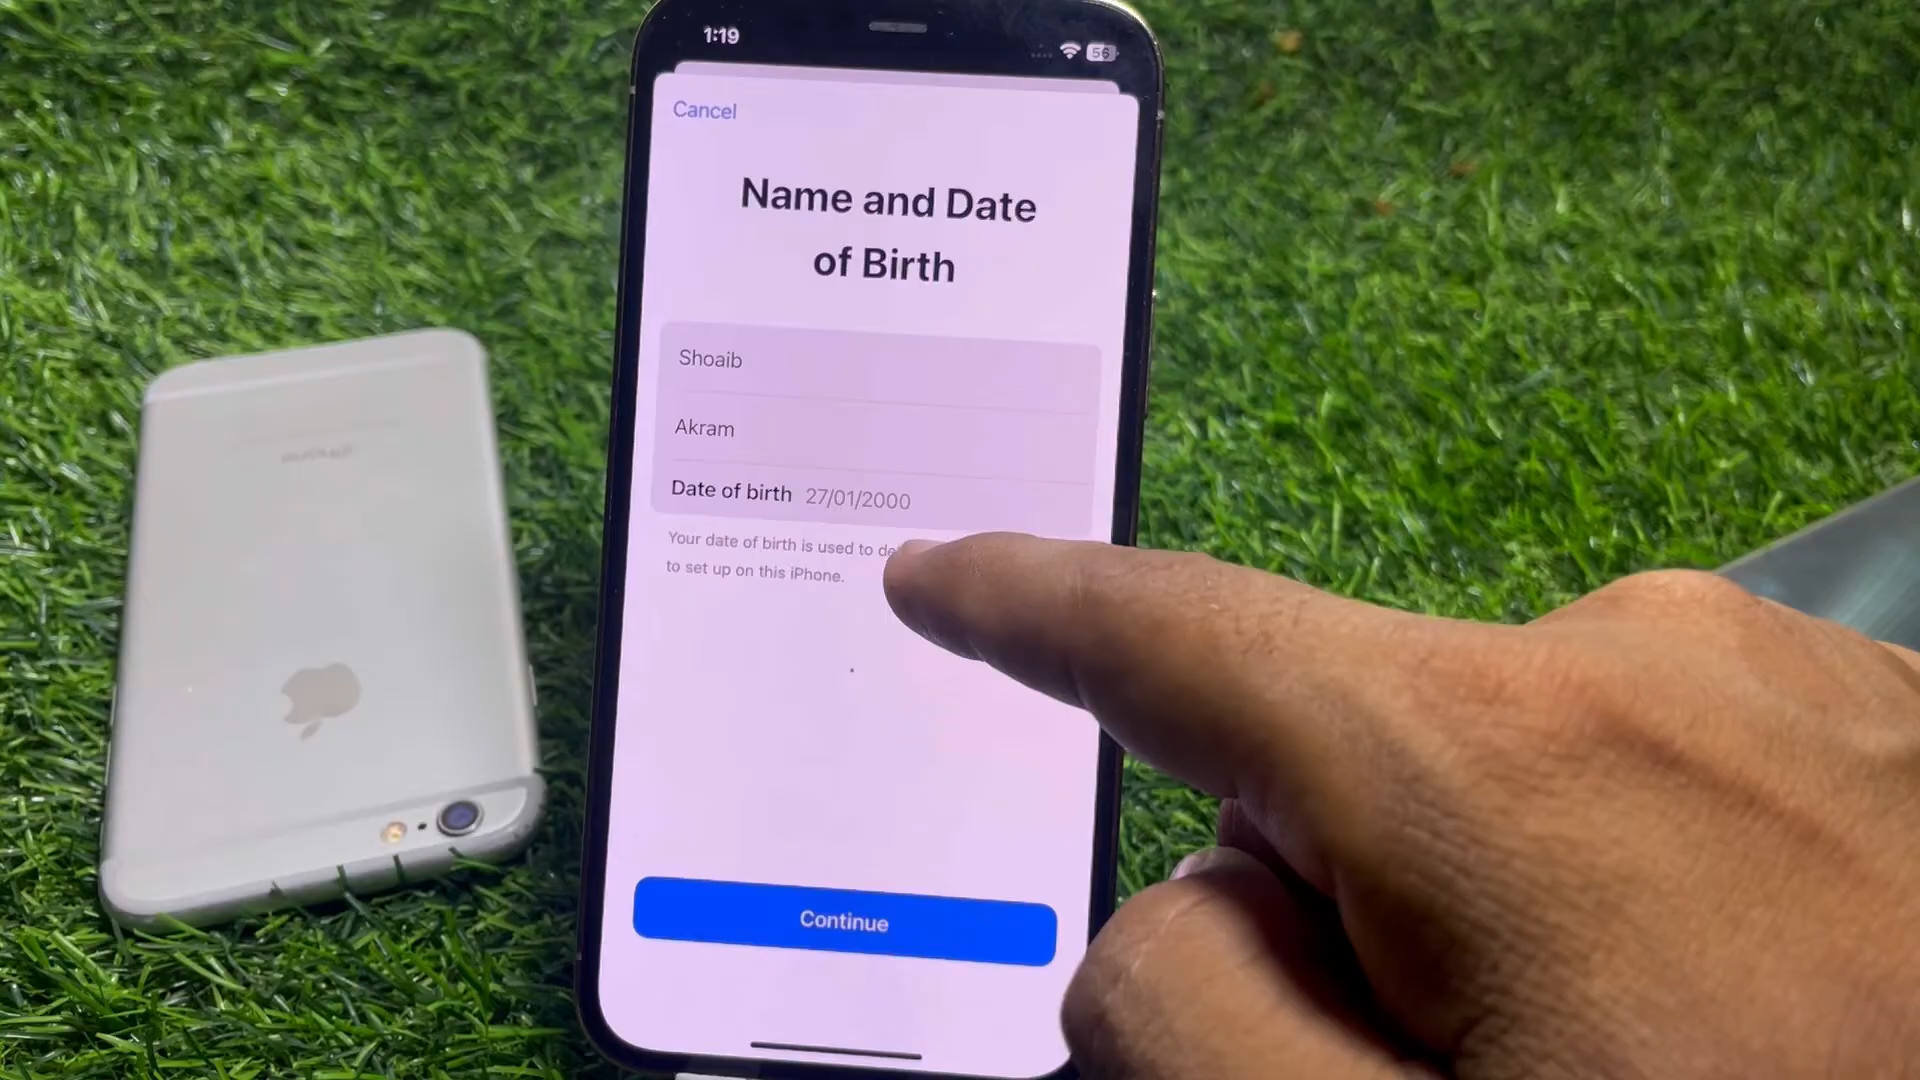 1:19
56
Cancel
Name and Date
of Birth
Shoaib
Akram
Date of birth 27/01/2000
Your date of birth is used to
to set up on this iPhone.
Continue